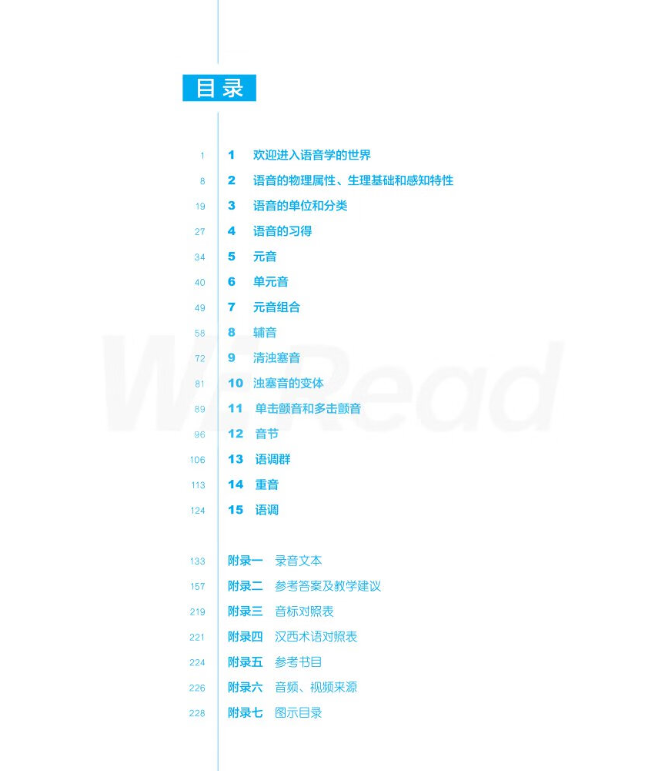 目录
1 1 欢迎进入语音学的世界
8 2 语音的物理属性、生理基础和感知特性
19 3 语音的单位和分类
27 4 语音的习得
34 5 元音
40 6 单元音
49 7 元音组合
58 8 辅音
72 9 清浊塞音
81 10 浊塞音的变体
89 11 单击颤音和多击颤音
96 12 音节
106 13 语调群
113 14 重音
124 15 语调
133 附录一 录音文本
157 附录二 参考答案及教学建议
219 附录三 音标对照表
221 附录四 汉西术语对照表
224 附录五 参考书目
226 附录六 音频、视频来源
228 附录七 图示目录
WeRead